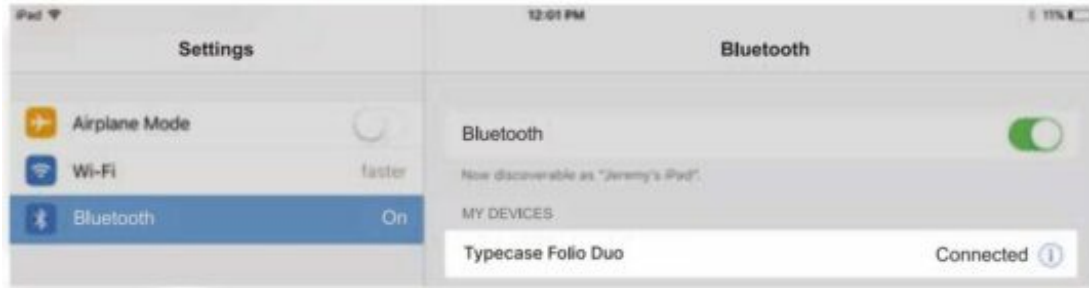 iPad
12:01 PM
11%
Settings
Bluetooth
Airplane Mode
Wi-Fi
faster
Bluetooth
On
Bluetooth
Now discoverable as "Jeremy's iPad".
MY DEVICES
Typecase Folio Duo
Connected